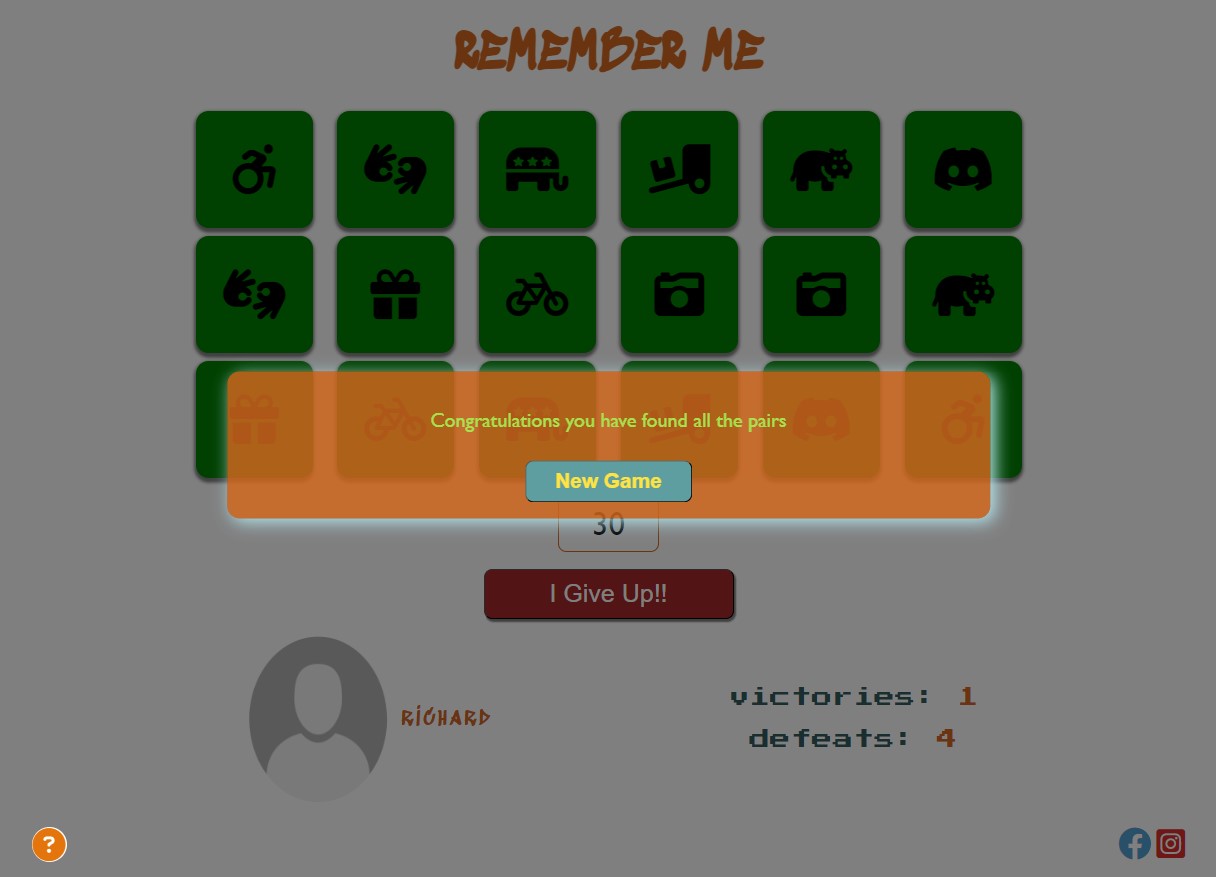 REMEMBER ME
Congratulations you have found all the pairs
New Game
30
I Give Up!!
RICHARD
victories: 1
defeats: 4
?